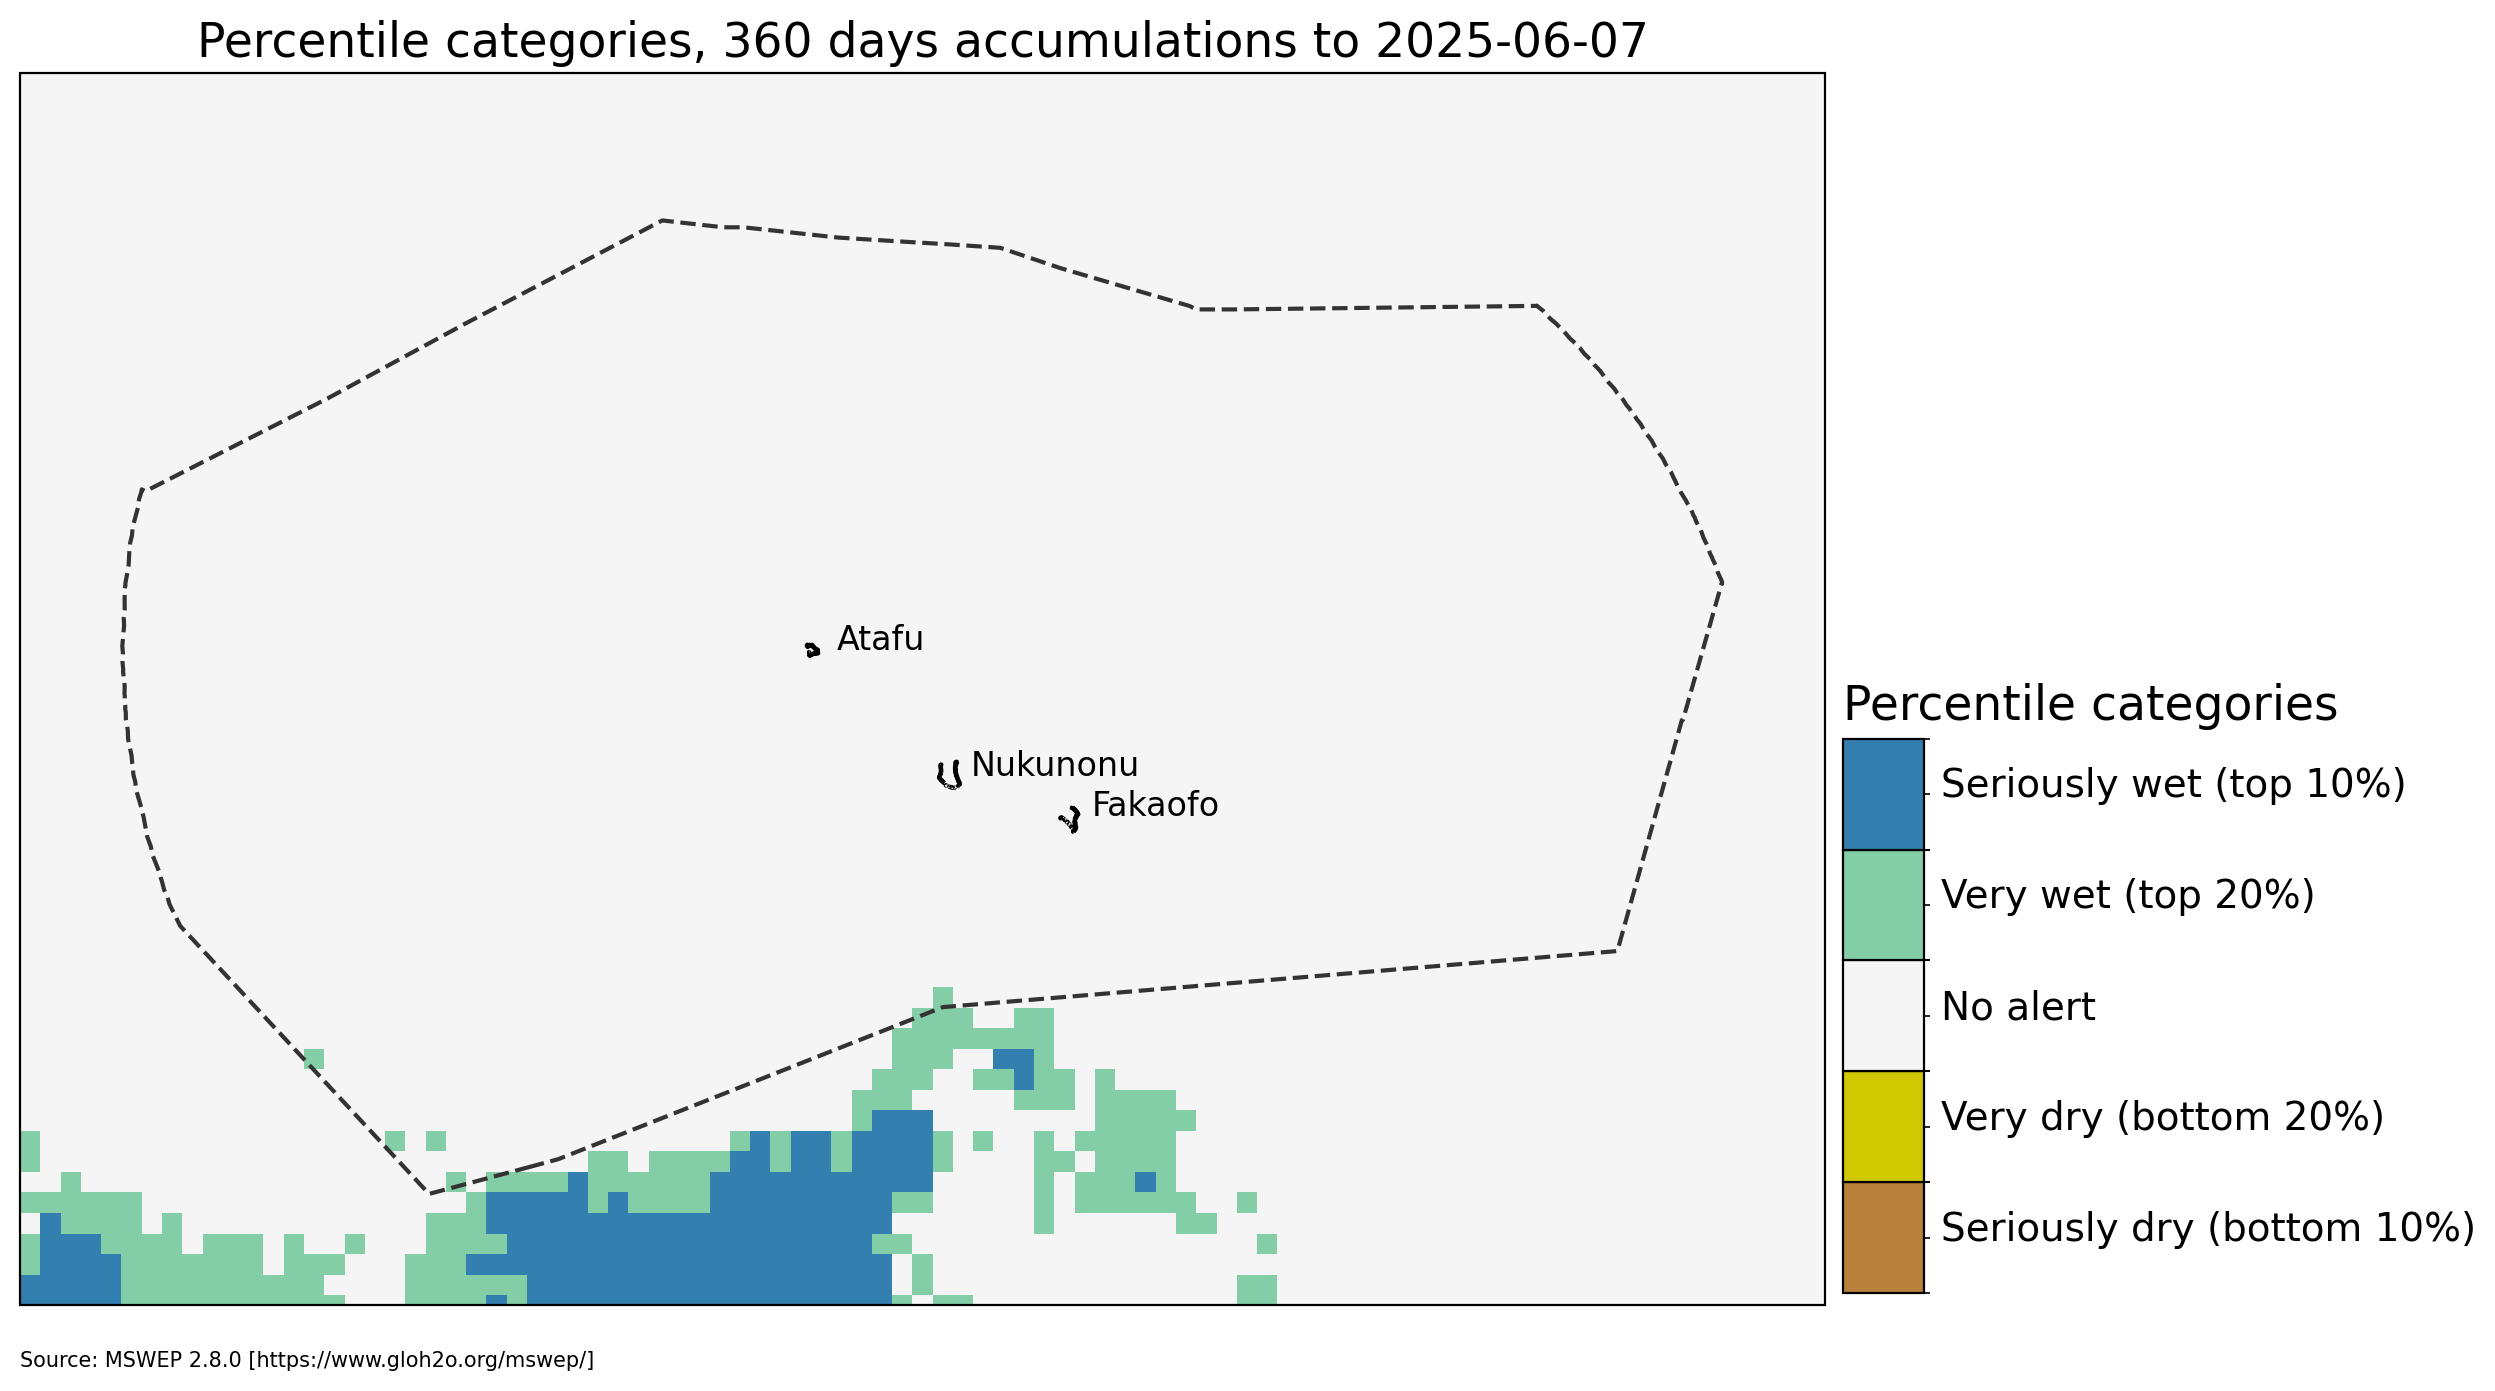 Percentile categories, 360 days accumulations to 2025-06-07
Atafu
Nukunonu
Fakaofo
Percentile categories
Seriously wet (top 10%)
Very wet (top 20%)
No alert
Very dry (bottom 20%)
Seriously dry (bottom 10%)
Source: MSWEP 2.8.0 [https://www.gloh2o.org/mswep/]